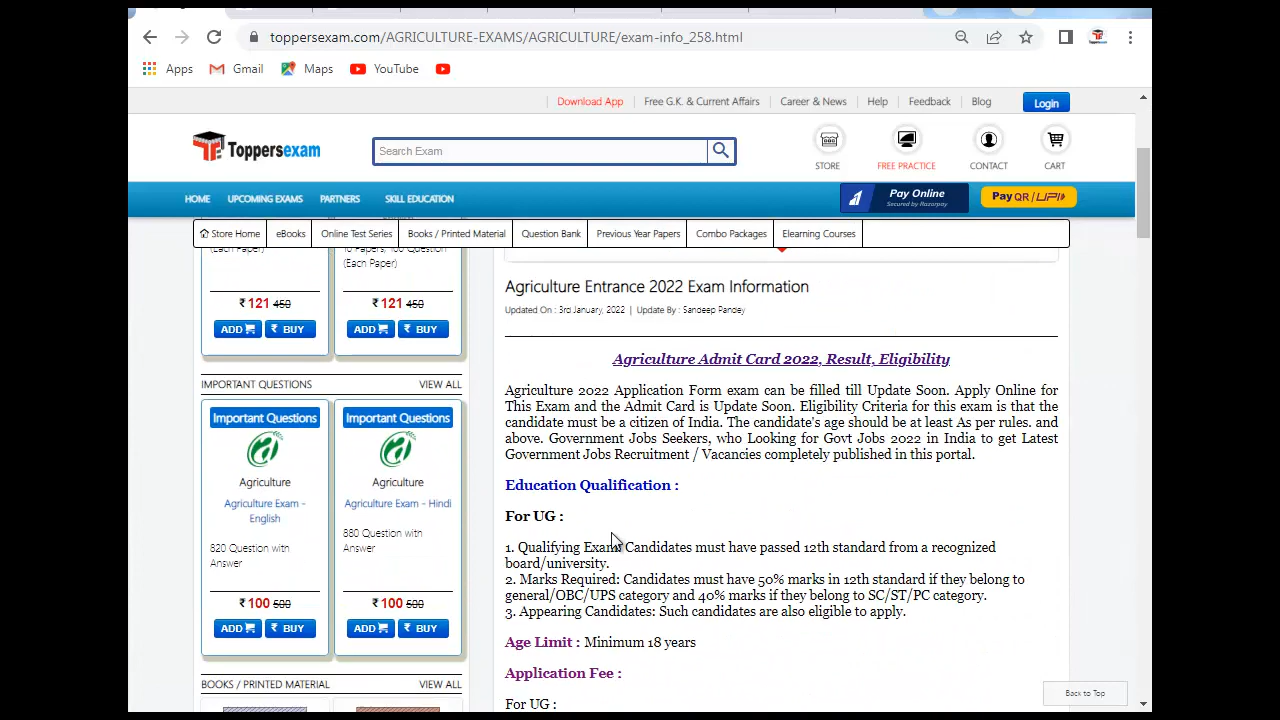 toppersexam.com/AGRICULTURE-EXAMS/AGRICULTURE/exam-info_258.html
Apps Gmail Maps YouTube
Download App | Free G.K. & Current Affairs | Career & News | Help | Feedback | Blog Login
Toppersexam
Search Exam
STORE FREE PRACTICE CONTACT CART
HOME UPCOMING EXAMS PARTNERS SKILL EDUCATION
Pay Online
Secured by Razorpay
Pay QR/UPI
Store Home eBooks Online Test Series Books / Printed Material Question Bank Previous Year Papers Combo Packages Elearning Courses
(Each Paper)
10 Papers, 100 Question
(Each Paper)
₹ 121 450
₹ 121 450
ADD ₹ BUY
ADD ₹ BUY
IMPORTANT QUESTIONS VIEW ALL
Important Questions
Agriculture
Agriculture Exam -
English
820 Question with
Answer
₹ 100 500
ADD ₹ BUY
Important Questions
Agriculture
Agriculture Exam - Hindi
880 Question with
Answer
₹ 100 500
ADD ₹ BUY
BOOKS / PRINTED MATERIAL VIEW ALL
Agriculture Entrance 2022 Exam Information
Updated On : 3rd January, 2022 | Update By : Sandeep Pandey
Agriculture Admit Card 2022, Result, Eligibility
Agriculture 2022 Application Form exam can be filled till Update Soon. Apply Online for
This Exam and the Admit Card is Update Soon. Eligibility Criteria for this exam is that the
candidate must be a citizen of India. The candidate's age should be at least As per rules. and
above. Government Jobs Seekers, who Looking for Govt Jobs 2022 in India to get Latest
Government Jobs Recruitment / Vacancies completely published in this portal.
Education Qualification :
For UG :
1. Qualifying Exam: Candidates must have passed 12th standard from a recognized
board/university.
2. Marks Required: Candidates must have 50% marks in 12th standard if they belong to
general/OBC/UPS category and 40% marks if they belong to SC/ST/PC category.
3. Appearing Candidates: Such candidates are also eligible to apply.
Age Limit : Minimum 18 years
Application Fee :
For UG :
Back to Top